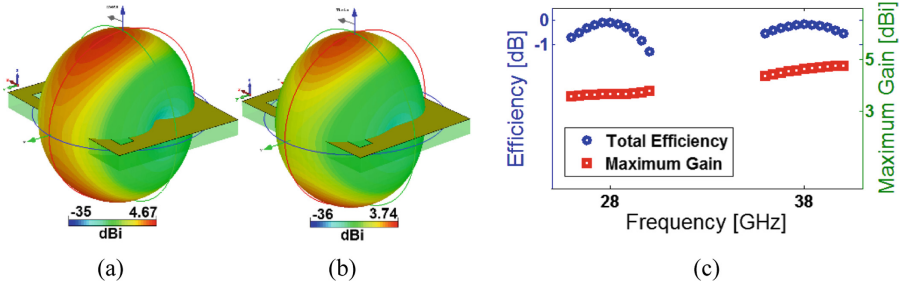 -35 4.67
dBi
(a)
-36 3.74
dBi
(b)
Efficiency [dB]
0
-1
Total Efficiency
Maximum Gain
28
38
Frequency [GHz]
5
3
Maximum Gain [dBi]
(c)